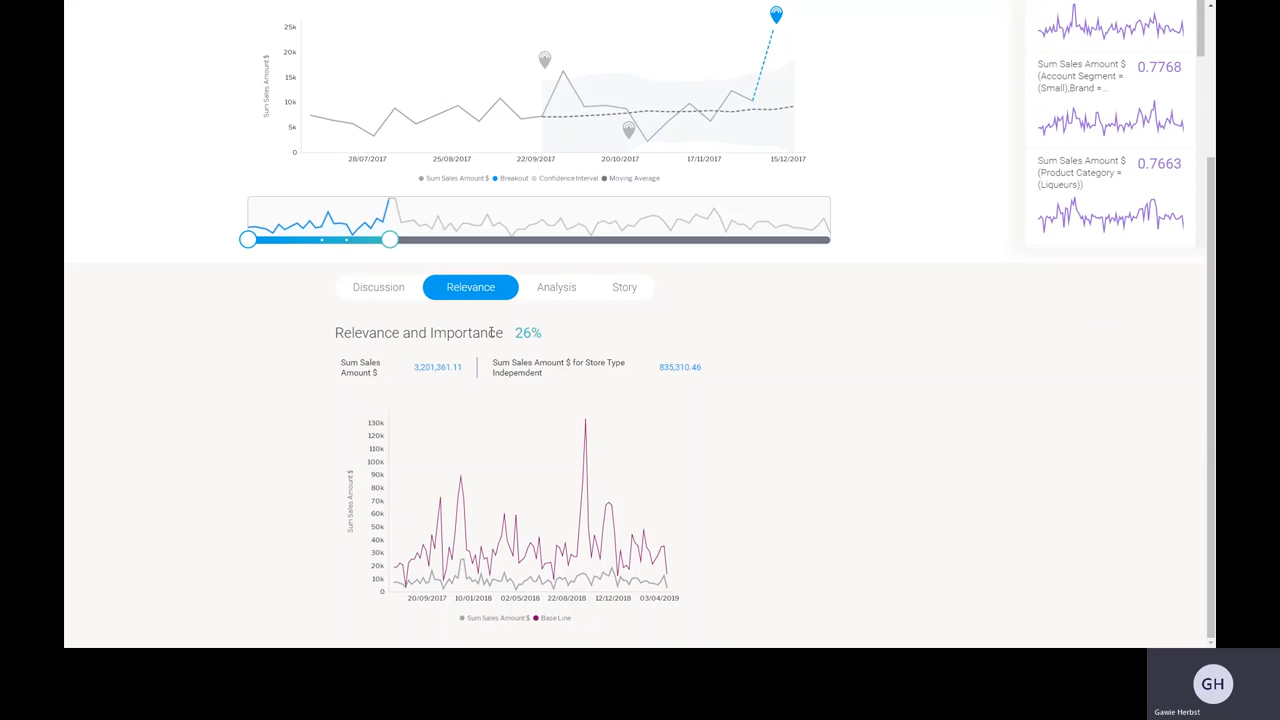 25k
20k
15k
10k
5k
0
Sum Sales Amount $
28/07/2017 25/08/2017 22/09/2017 20/10/2017 17/11/2017 15/12/2017
Sum Sales Amount $ Breakout Confidence Interval Moving Average
Sum Sales Amount $
(Account Segment =
(Small),Brand =...
0.7768
Sum Sales Amount $
(Product Category =
(Liqueurs))
0.7663
Discussion Relevance Analysis Story
Relevance and Importance 26%
Sum Sales
Amount $
3,201,361.11
Sum Sales Amount $ for Store Type
Indepemdent
835,310.46
130k
120k
110k
100k
90k
80k
70k
60k
50k
40k
30k
20k
10k
0
Sum Sales Amount $
20/09/2017 10/01/2018 02/05/2018 22/08/2018 12/12/2018 03/04/2019
Sum Sales Amount $ Base Line
GH
Gawie Herbst